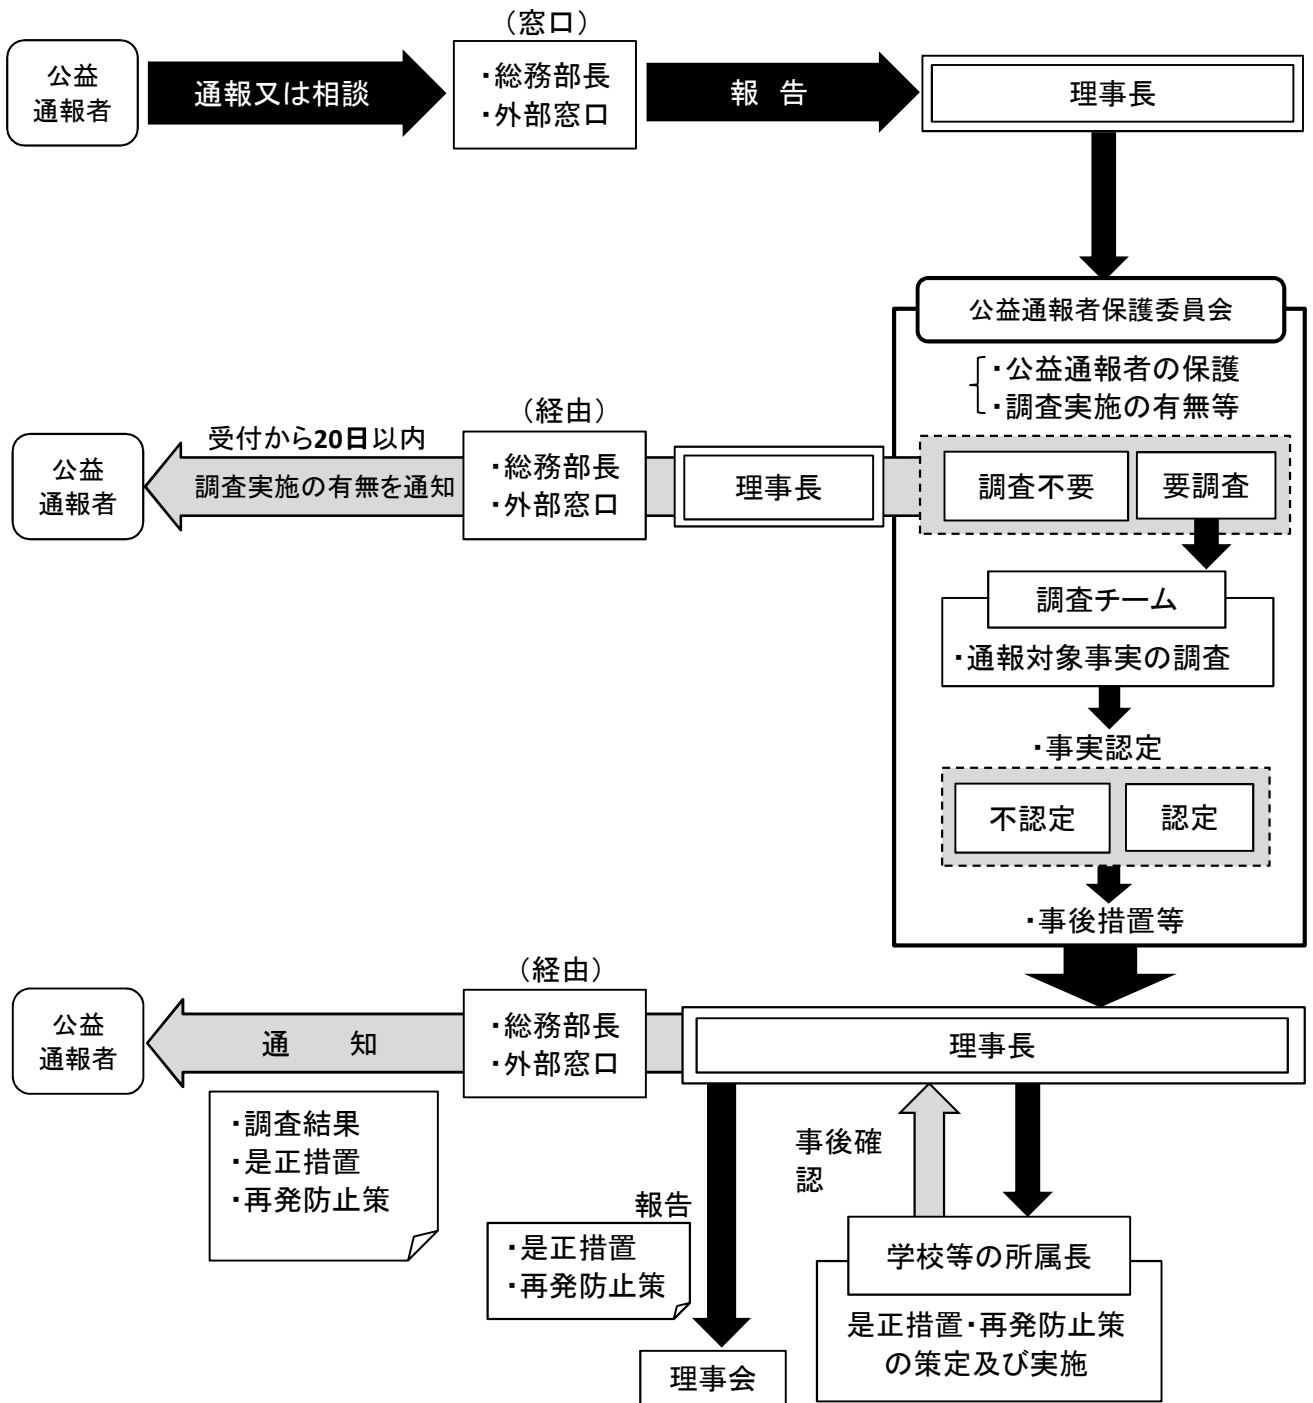 （窓口）
公益
通報者
通報又は相談
・総務部長
・外部窓口
報 告
理事長
公益通報者保護委員会
・公益通報者の保護
・調査実施の有無等
（経由）
公益
通報者
受付から20日以内
調査実施の有無を通知
・総務部長
・外部窓口
理事長
調査不要
要調査
調査チーム
・通報対象事実の調査
・事実認定
不認定
認定
・事後措置等
（経由）
公益
通報者
通 知
・総務部長
・外部窓口
理事長
・調査結果
・是正措置
・再発防止策
報告
・是正措置
・再発防止策
事後確
認
学校等の所属長
是正措置・再発防止策
の策定及び実施
理事会